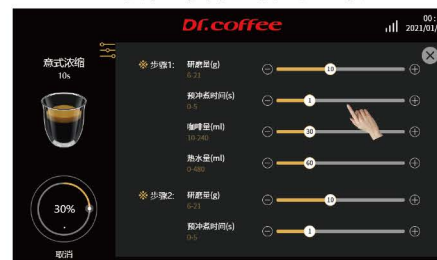 Dr.coffee
00:
2021/01/
意式浓缩
10s
步骤1:
研磨量(g)
6-21
10
预冲煮时间(s)
0-5
1
咖啡量(ml)
10-240
30
热水量(ml)
0-480
60
步骤2:
研磨量(g)
6-21
10
预冲煮时间(s)
0-5
1
30%
取消